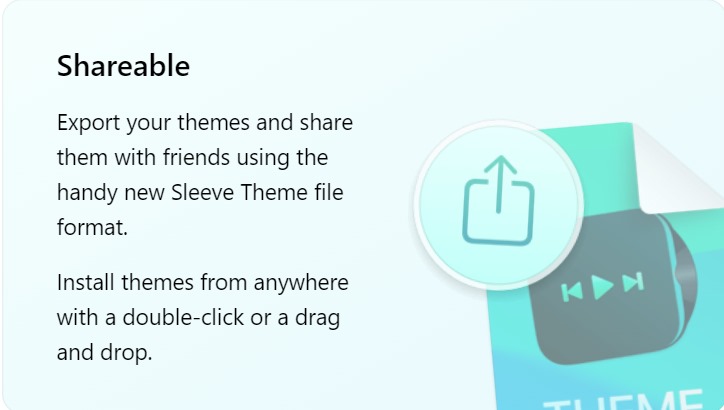 Shareable
Export your themes and share
them with friends using the
handy new Sleeve Theme file
format.
Install themes from anywhere
with a double-click or a drag
and drop.
THEME